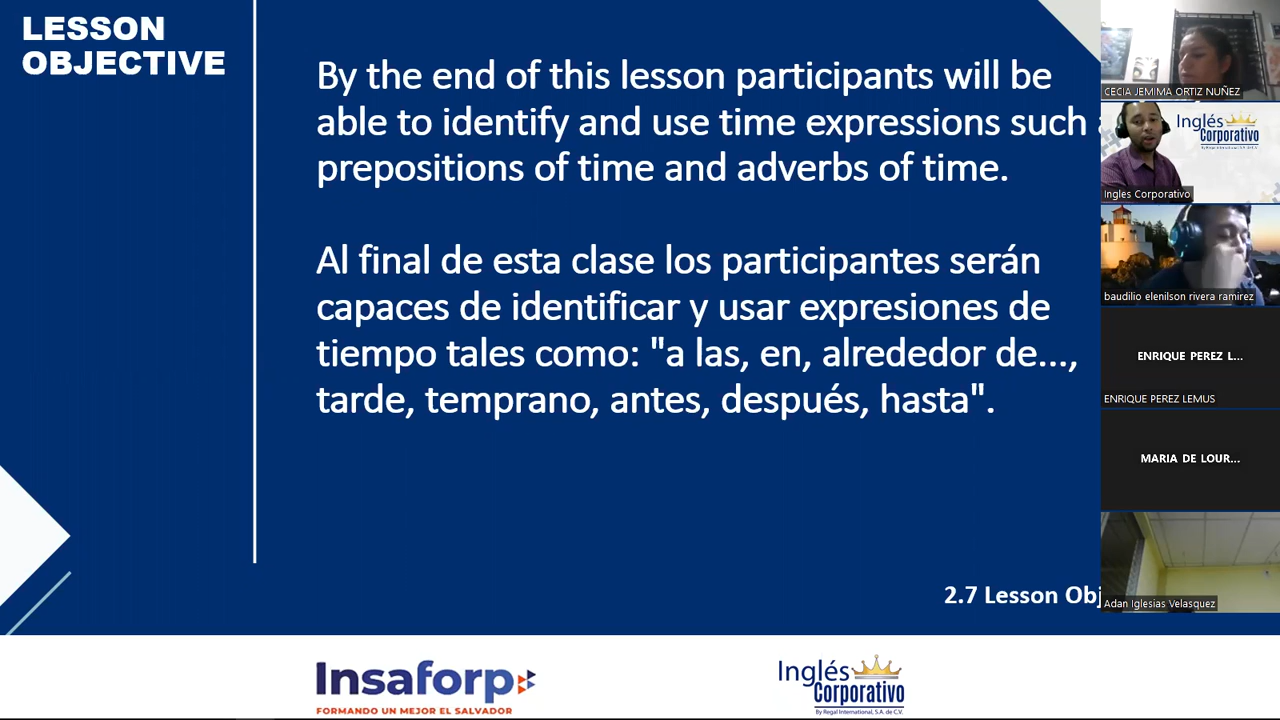 LESSON
OBJECTIVE
By the end of this lesson participants will be
able to identify and use time expressions such
prepositions of time and adverbs of time.
Al final de esta clase los participantes serán
capaces de identificar y usar expresiones de
tiempo tales como: "a las, en, alrededor de...,
tarde, temprano, antes, después, hasta".
2.7 Lesson Obj
Insaforp
FORMANDO UN MEJOR EL SALVADOR
Inglés
Corporativo
By Regal International, S.A. de C.V.
CECIA JEMIMA ORTIZ NUÑEZ
Inglés
Corporativo
Ingles Corporativo
baudilio elenilson rivera ramirez
ENRIQUE PEREZ L...
ENRIQUE PEREZ LEMUS
MARIA DE LOUR...
Adan Iglesias Velasquez